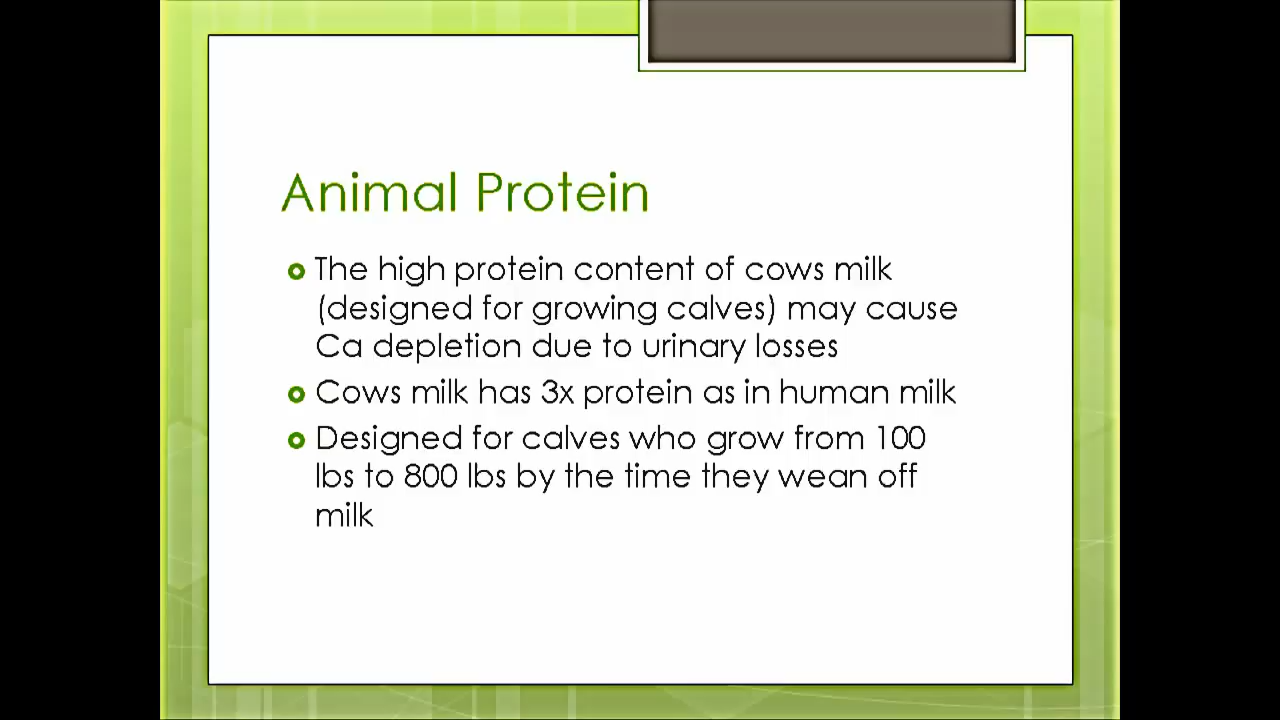 Animal Protein
The high protein content of cows milk
(designed for growing calves) may cause
Ca depletion due to urinary losses
Cows milk has 3x protein as in human milk
Designed for calves who grow from 100
lbs to 800 lbs by the time they wean off
milk